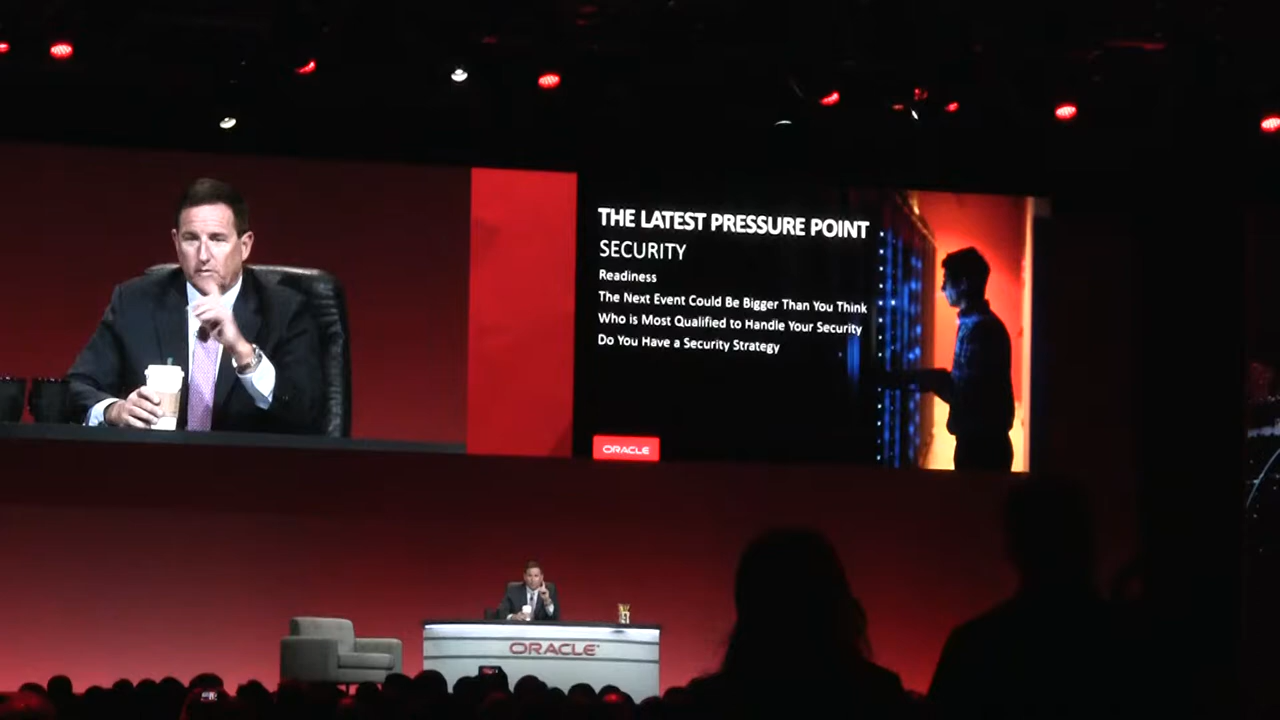 THE LATEST PRESSURE POINT
SECURITY
Readiness
The Next Event Could Be Bigger Than You Think
Who is Most Qualified to Handle Your Security
Do You Have a Security Strategy
ORACLE
ORACLE